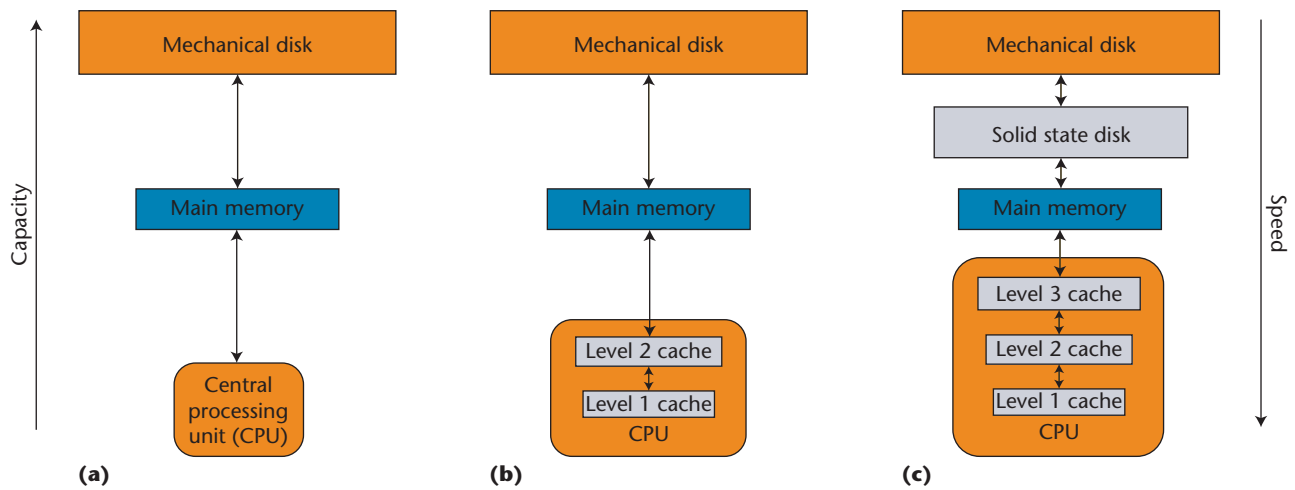 Capacity
Mechanical disk
Main memory
Central
processing
unit (CPU)
(a)
Mechanical disk
Main memory
Level 2 cache
Level 1 cache
CPU
(b)
Mechanical disk
Solid state disk
Main memory
Level 3 cache
Level 2 cache
Level 1 cache
CPU
(c)
Speed